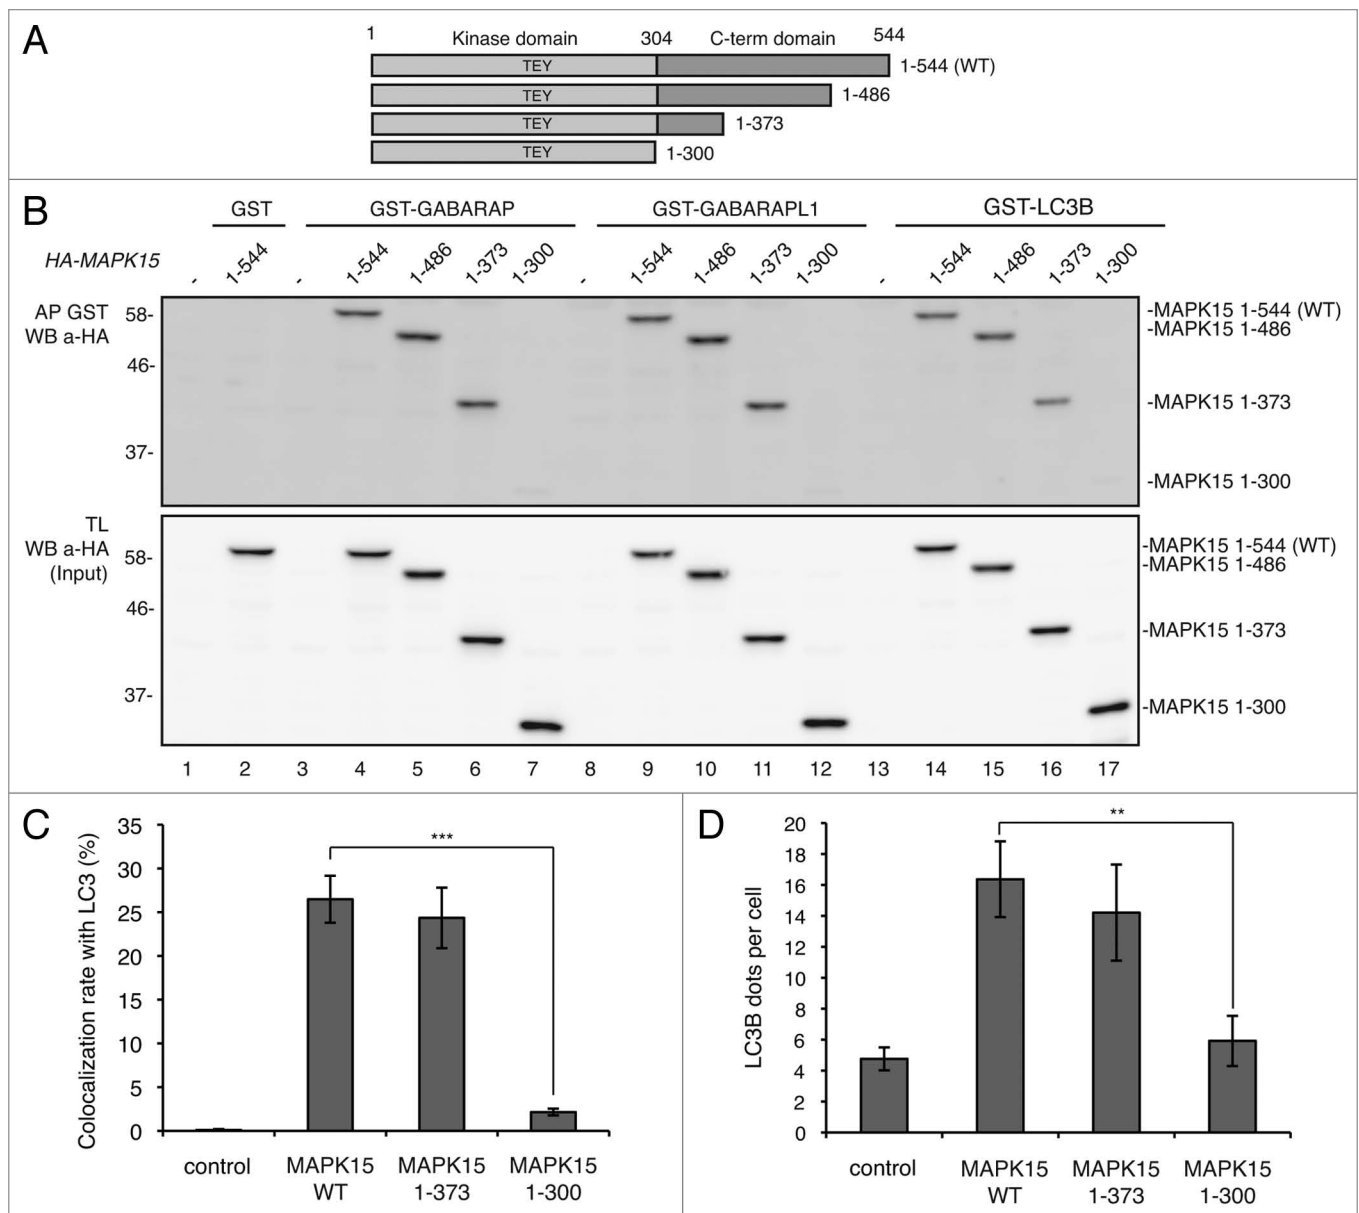 A
1
Kinase domain
304
C-term domain
544
TEY
1-544 (WT)
TEY
1-486
TEY
1-373
TEY
1-300
B
GST
GST-GABARAP
GST-GABARAPL1
GST-LC3B
HA-MAPK15
- 1-544 - 1-544 1-486 1-373 1-300 - 1-544 1-486 1-373 1-300 - 1-544 1-486 1-373 1-300
AP GST
WB a-HA
58-
46-
37-
-MAPK15 1-544 (WT)
-MAPK15 1-486
-MAPK15 1-373
-MAPK15 1-300
TL
WB a-HA
(Input)
58-
46-
37-
-MAPK15 1-544 (WT)
-MAPK15 1-486
-MAPK15 1-373
-MAPK15 1-300
1 2 3 4 5 6 7 8 9 10 11 12 13 14 15 16 17
C
Colocalization rate with LC3 (%)
35
30
25
20
15
10
5
0
***
control
MAPK15
WT
MAPK15
1-373
MAPK15
1-300
D
LC3B dots per cell
20
18
16
14
12
10
8
6
4
2
0
**
control
MAPK15
WT
MAPK15
1-373
MAPK15
1-300